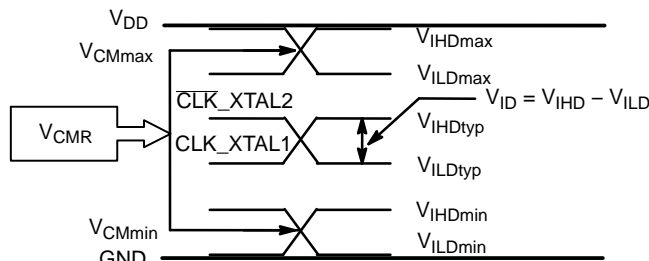 VDD
VIHDmax
VCMmax
VILDmax
CLK_XTAL2
VID = VIHD – VILD
VIHDtyp
VCMR
CLK_XTAL1
VILDtyp
VIHDmin
VCMmin
VILDmin
GND